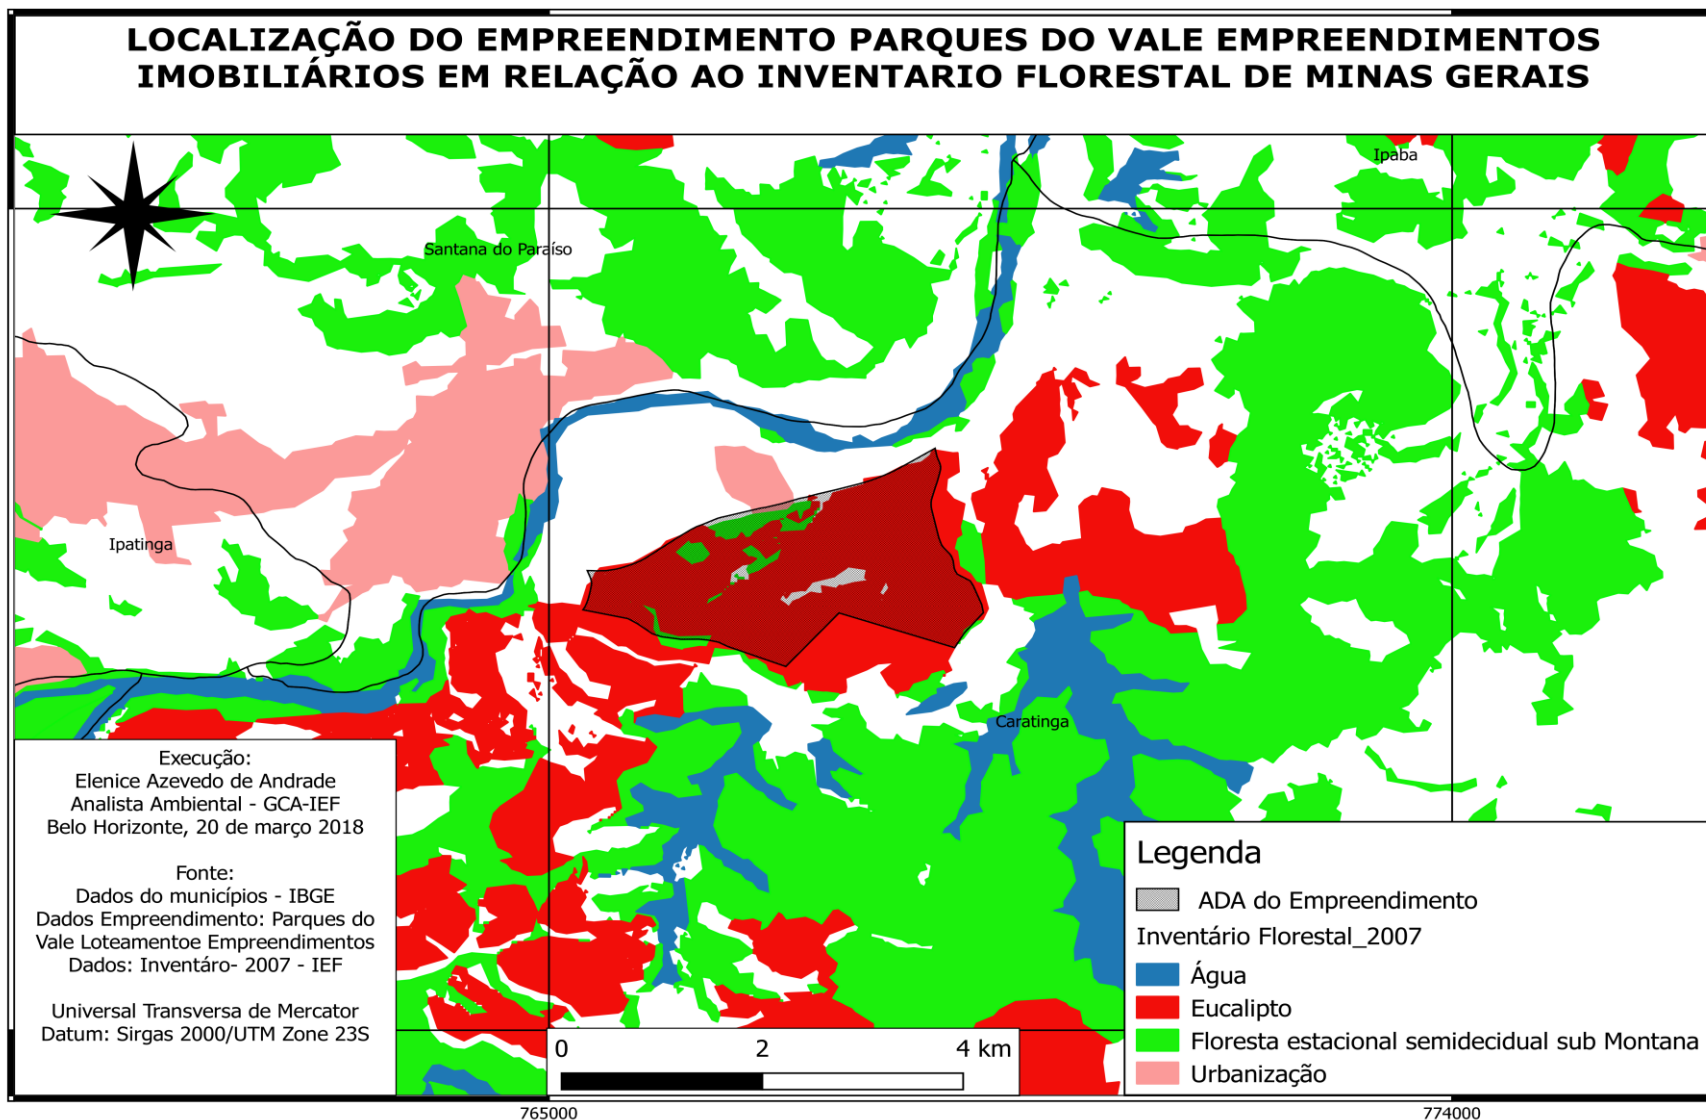 LOCALIZAÇÃO DO EMPREENDIMENTO PARQUES DO VALE EMPREENDIMENTOS
IMOBILIÁRIOS EM RELAÇÃO AO INVENTARIO FLORESTAL DE MINAS GERAIS
Ipaba
Santana do Paraíso
Ipatinga
Caratinga
Execução:
Elenice Azevedo de Andrade
Analista Ambiental - GCA-IEF
Belo Horizonte, 20 de março 2018
Fonte:
Dados do municípios - IBGE
Dados Empreendimento: Parques do
Vale Loteamentoe Empreendimentos
Dados: Inventáro- 2007 - IEF
Universal Transversa de Mercator
Datum: Sirgas 2000/UTM Zone 23S
0 2 4 km
Legenda
ADA do Empreendimento
Inventário Florestal_2007
Água
Eucalipto
Floresta estacional semidecidual sub Montana
Urbanização
765000 774000